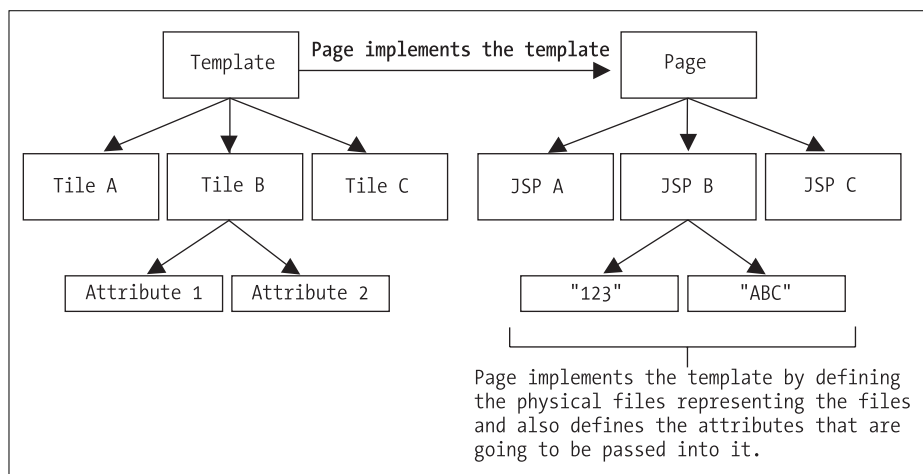 Page implements the template
Template
Page
Tile A
Tile B
Tile C
JSP A
JSP B
JSP C
Attribute 1
Attribute 2
"123"
"ABC"
Page implements the template by defining
the physical files representing the files
and also defines the attributes that are
going to be passed into it.